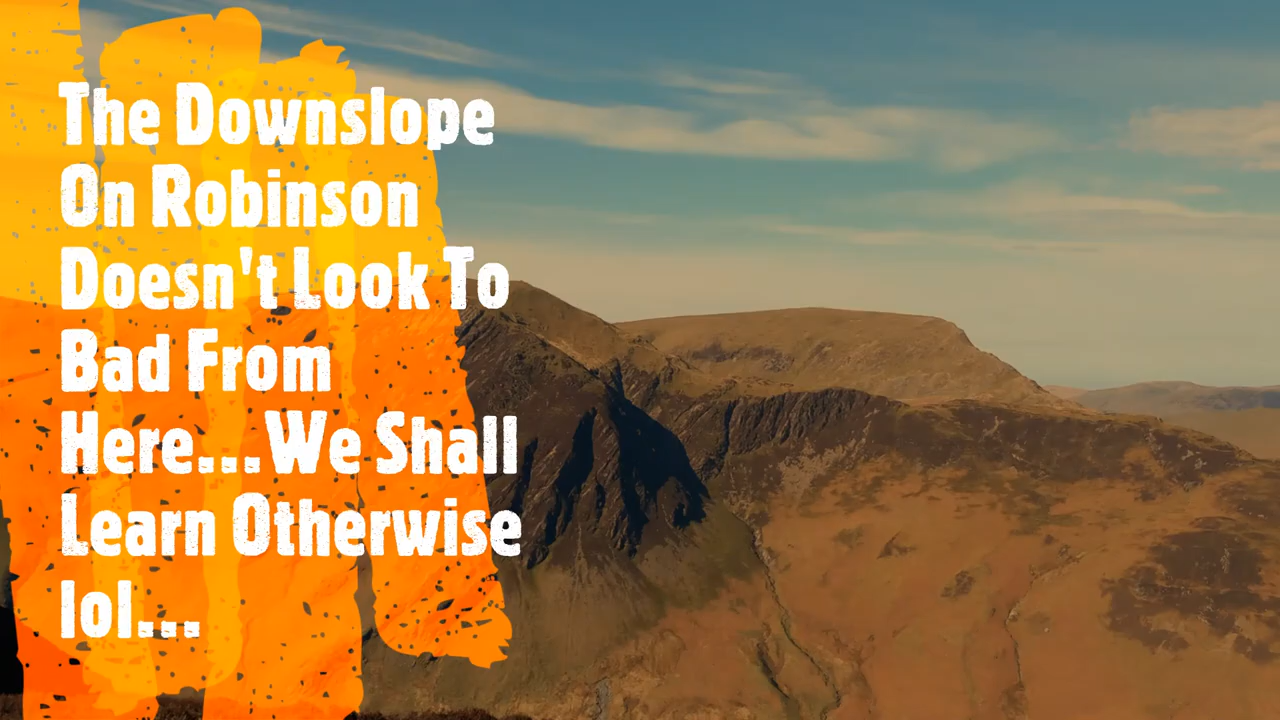 The Downslope
On Robinson
Doesn't Look To
Bad From
Here...We Shall
Learn Otherwise
lol...